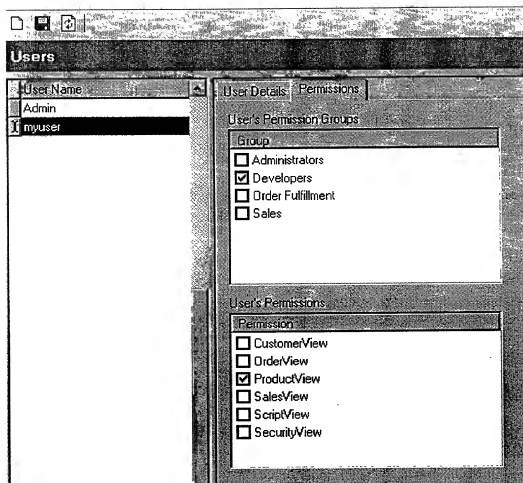 Users
User Name
Admin
myuser
User Details Permissions
User's Permission Groups
Group
Administrators
Developers
Order Fulfillment
Sales
User's Permissions
Permission
CustomerView
OrderView
ProductView
SalesView
ScriptView
SecurityView